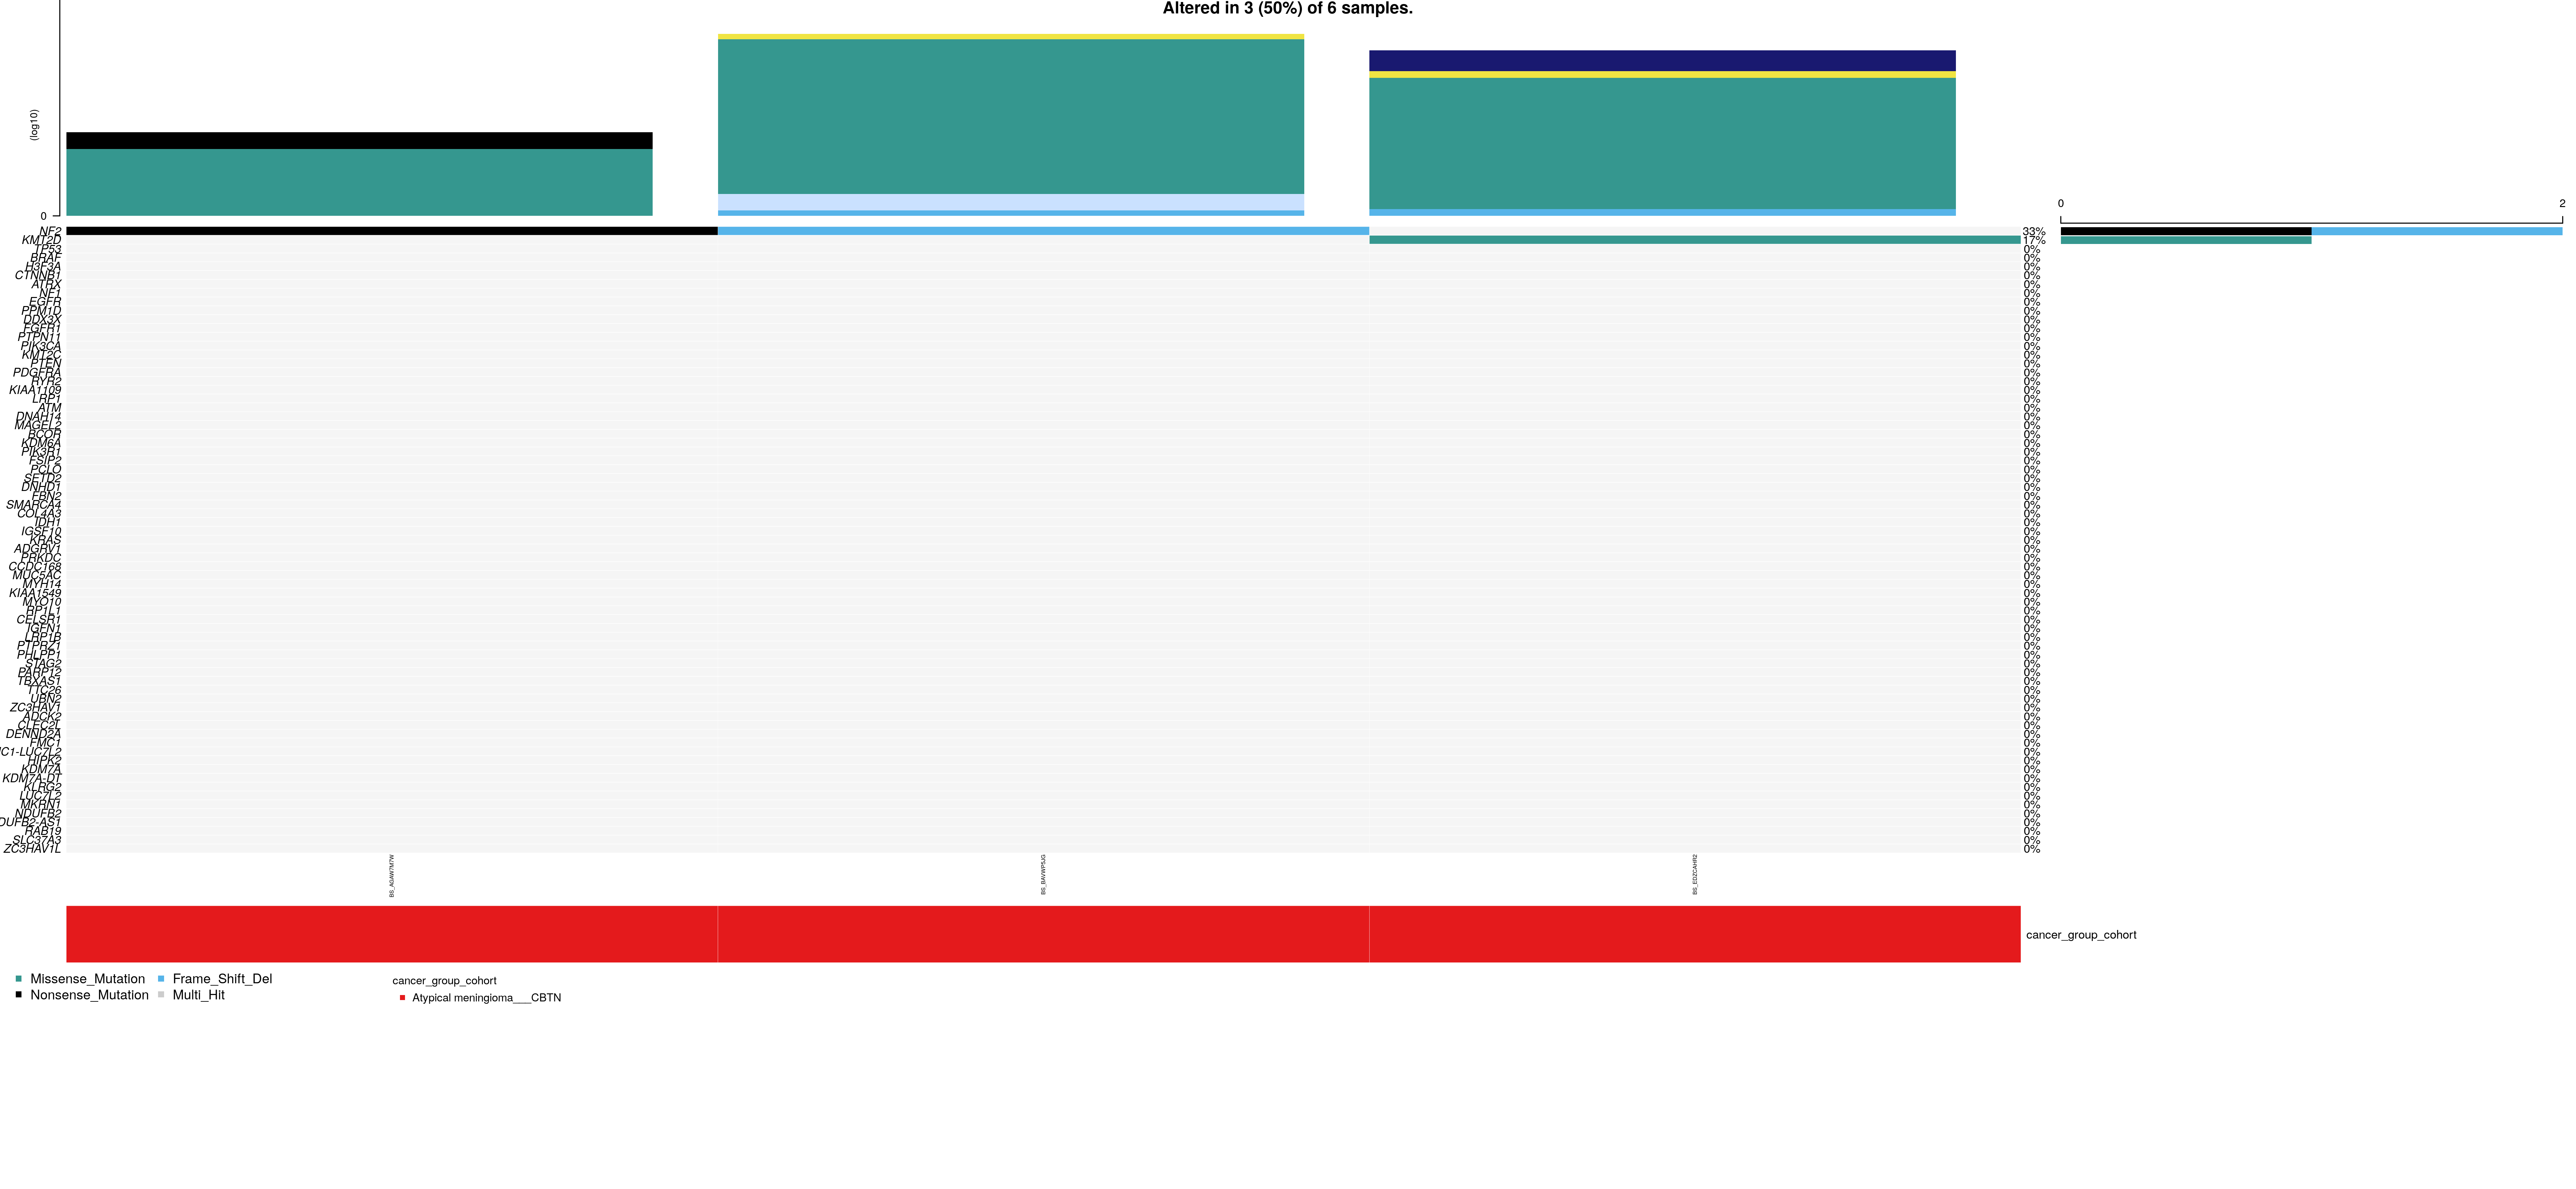 Altered in 3 (50%) of 6 samples.
(log10)
0
0 2
NF2 33%
KMT2D 17%
TP53 0%
BRAF 0%
H3F3A 0%
CTNNB1 0%
ATRX 0%
NF1 0%
EGFR 0%
PPM1D 0%
DDX3X 0%
FGFR1 0%
PTPN11 0%
PIK3CA 0%
KMT2C 0%
PTEN 0%
PDGFRA 0%
RYR2 0%
KIAA1109 0%
LRP1 0%
ATM 0%
DNAH14 0%
MAGEL2 0%
BCOR 0%
KDM6A 0%
PIK3R1 0%
FSIP2 0%
PCLO 0%
SETD2 0%
DNHD1 0%
FBN2 0%
SMARCA4 0%
COL4A3 0%
IDH1 0%
IGSF10 0%
KRAS 0%
ADGRV1 0%
PRKDC 0%
CCDC168 0%
MUC5AC 0%
MYH14 0%
KIAA1549 0%
MYO10 0%
RP1L1 0%
CELSR1 0%
IGFN1 0%
LRP1B 0%
PTPRZ1 0%
PHLPP1 0%
STAG2 0%
PARP12 0%
TBXAS1 0%
TTC26 0%
UBN2 0%
ZC3HAV1 0%
ADCK2 0%
CLEC2L 0%
DENND2A 0%
FMC1 0%
C1-LUC7L2 0%
HIPK2 0%
KDM7A 0%
KDM7A-DT 0%
KLRG2 0%
LUC7L2 0%
MKRN1 0%
NDUFB2 0%
DUFB2-AS1 0%
RAB19 0%
SLC37A3 0%
ZC3HAV1L 0%
BS_AGAW7M7W
BS_BAVWP5JG
BS_EDZCAHR2
cancer_group_cohort
Missense_Mutation Frame_Shift_Del
Nonsense_Mutation Multi_Hit
cancer_group_cohort
Atypical meningioma___CBTN